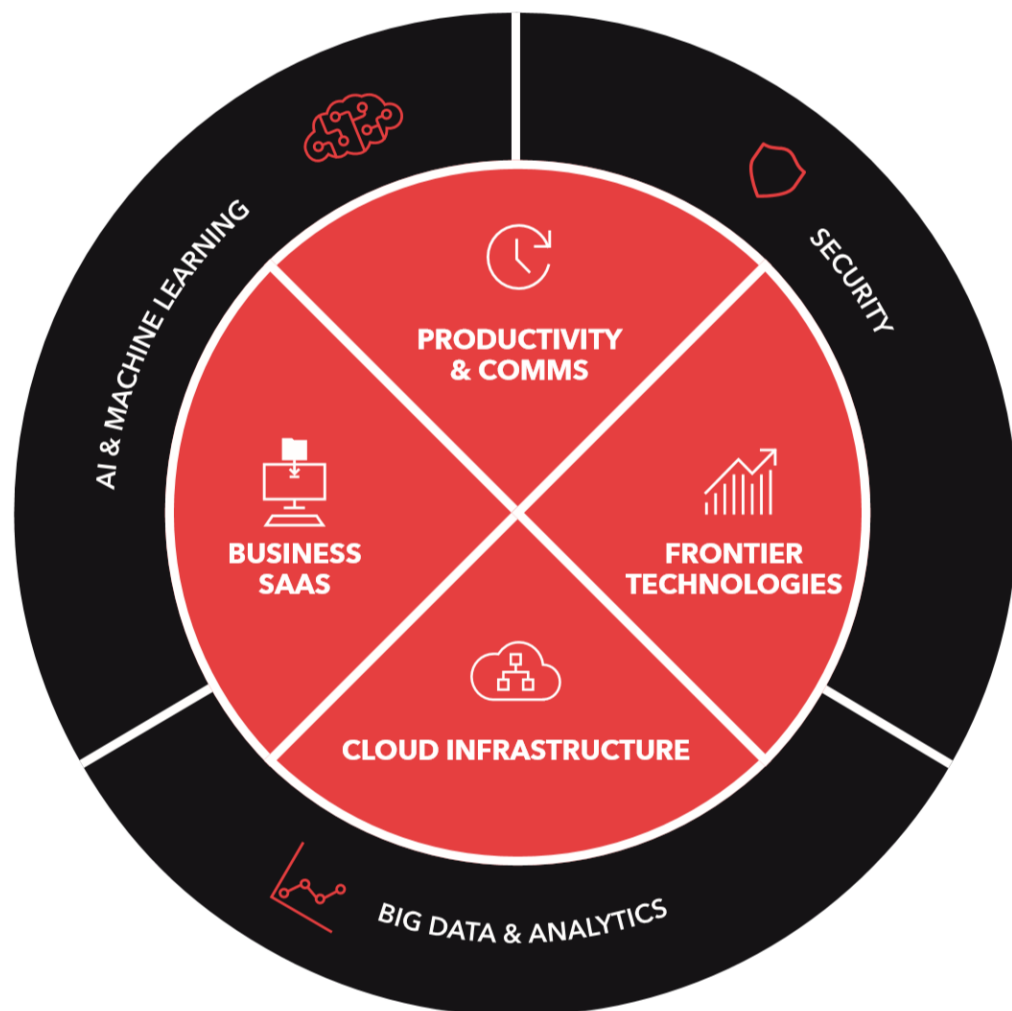 AI & MACHINE LEARNING
SECURITY
PRODUCTIVITY
& COMMS
BUSINESS
SAAS
FRONTIER
TECHNOLOGIES
CLOUD INFRASTRUCTURE
BIG DATA & ANALYTICS